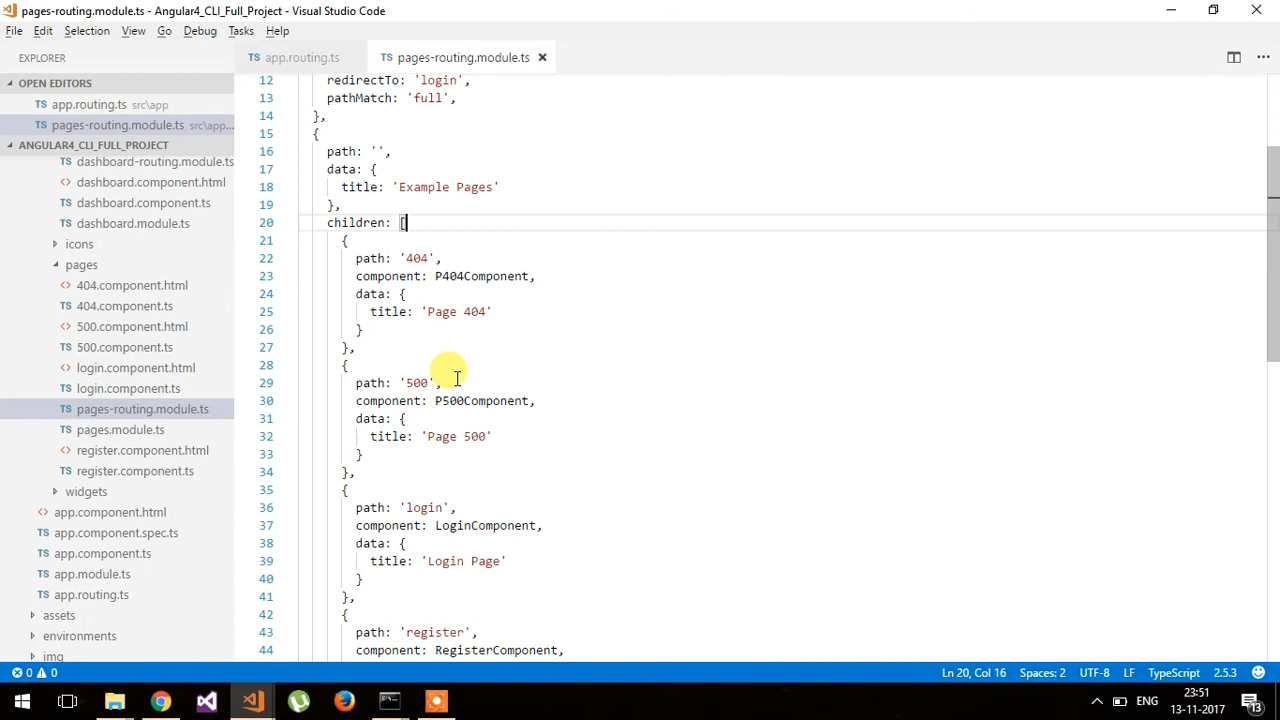 pages-routing.module.ts - Angular4_CLI_Full_Project - Visual Studio Code
File Edit Selection View Go Debug Tasks Help
EXPLORER
app.routing.ts
pages-routing.module.ts
OPEN EDITORS
app.routing.ts src\app
pages-routing.module.ts src\app...
ANGULAR4_CLI_FULL_PROJECT
dashboard-routing.module.ts
dashboard.component.html
dashboard.component.ts
dashboard.module.ts
icons
pages
404.component.html
404.component.ts
500.component.html
500.component.ts
login.component.html
login.component.ts
pages-routing.module.ts
pages.module.ts
register.component.html
register.component.ts
widgets
app.component.html
app.component.spec.ts
app.component.ts
app.module.ts
app.routing.ts
assets
environments
img
12 redirectTo: 'login',
13 pathMatch: 'full',
14 },
15 {
16 path: '',
17 data: {
18 title: 'Example Pages'
19 },
20 children: [
21 {
22 path: '404',
23 component: P404Component,
24 data: {
25 title: 'Page 404'
26 }
27 },
28 {
29 path: '500',
30 component: P500Component,
31 data: {
32 title: 'Page 500'
33 }
34 },
35 {
36 path: 'login',
37 component: LoginComponent,
38 data: {
39 title: 'Login Page'
40 }
41 },
42 {
43 path: 'register',
44 component: RegisterComponent,
0 0 Ln 20, Col 16 Spaces: 2 UTF-8 LF TypeScript 2.5.3
ENG
23:51
13-11-2017
13